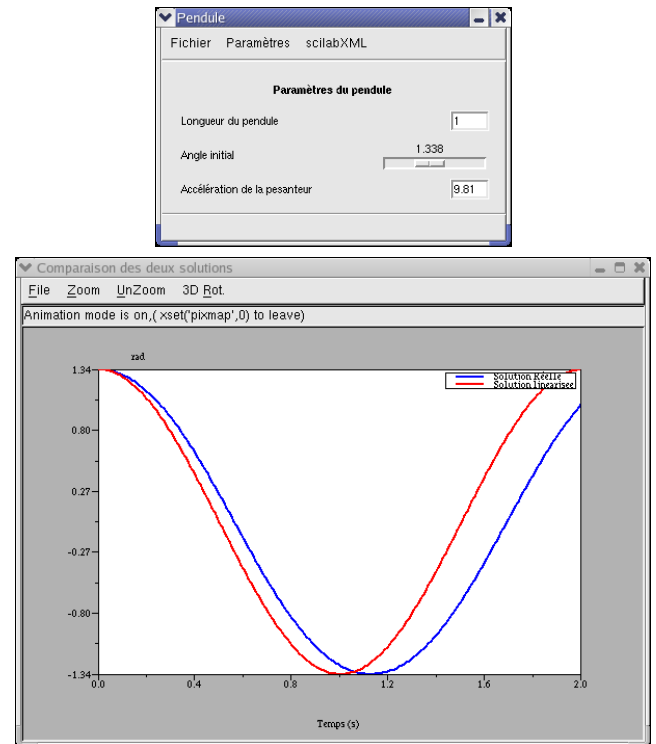 Pendule
Fichier Paramètres scilabXML
Paramètres du pendule
Longueur du pendule 1
Angle initial 1.338
Accélération de la pesanteur 9.81
Comparaison des deux solutions
File Zoom UnZoom 3D Rot.
Animation mode is on,( xset('pixmap',0) to leave)
rad
Solution Réelle
Solution linearisee
1.34
0.80
0.27
-0.27
-0.80
-1.34
0.0 0.4 0.8 1.2 1.6 2.0
Temps (s)